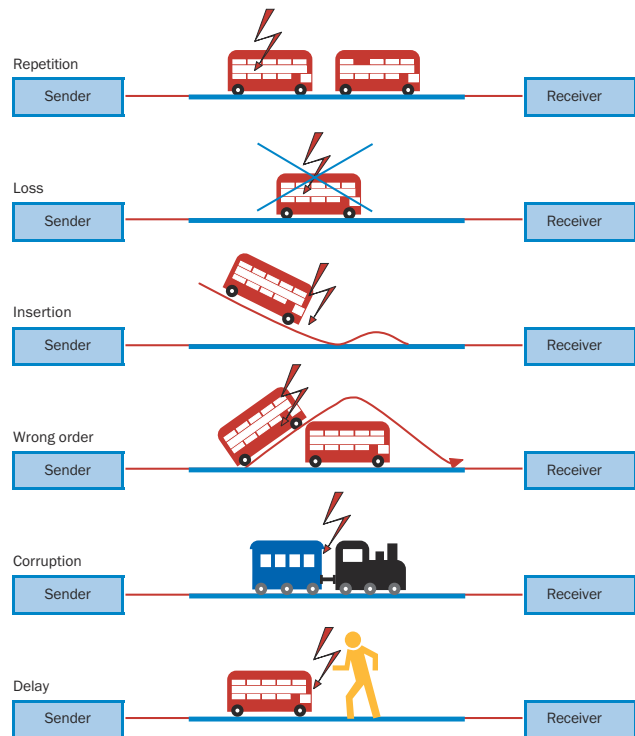 Repetition
Sender
Receiver
Loss
Sender
Receiver
Insertion
Sender
Receiver
Wrong order
Sender
Receiver
Corruption
Sender
Receiver
Delay
Sender
Receiver